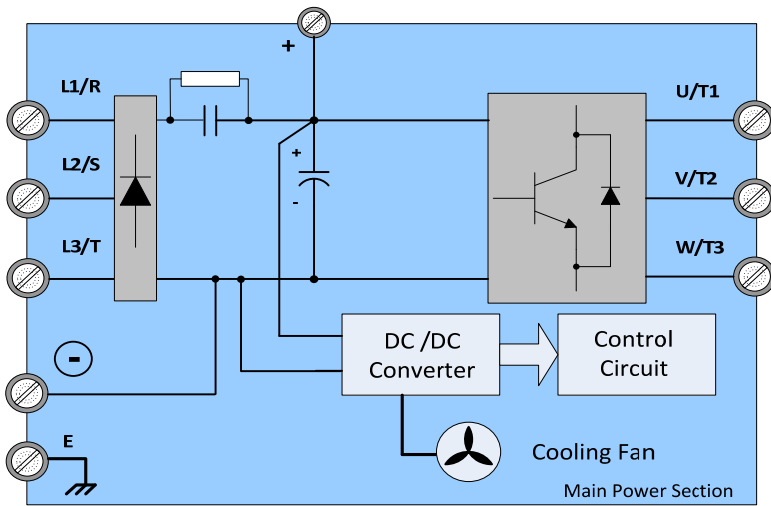 +
L1/R
U/T1
L2/S
+
-
V/T2
L3/T
W/T3
-
DC /DC
Converter
Control
Circuit
E
Cooling Fan
Main Power Section